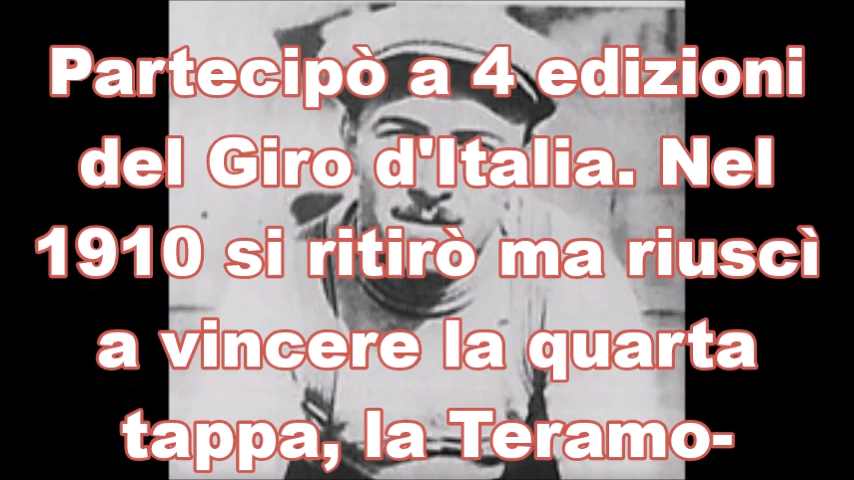 Partecipò a 4 edizioni
del Giro d'Italia. Nel
1910 si ritirò ma riuscì
a vincere la quarta
tappa, la Teramo-